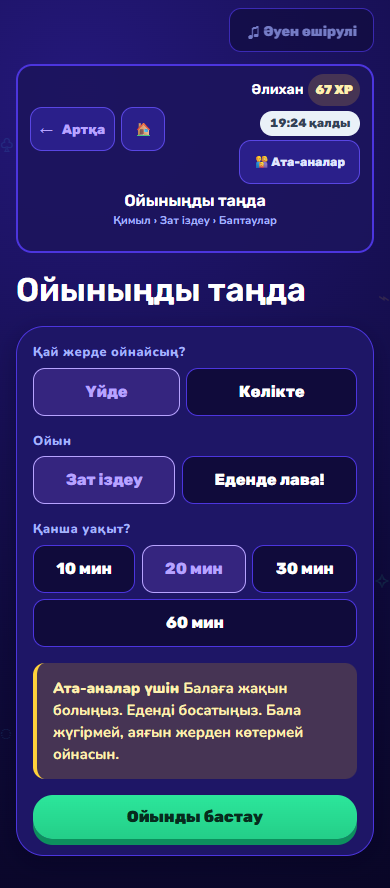 ♫ Әуен өшірулі
Әлихан 67 XP
← Артқа
19:24 қалды
Ата-аналар
Ойыныңды таңда
Қимыл › Зат іздеу › Баптаулар
Ойыныңды таңда
Қай жерде ойнайсың?
Үйде Көлікте
Ойын
Зат іздеу Еденде лава!
Қанша уақыт?
10 мин 20 мин 30 мин
60 мин
Ата-аналар үшін Балаға жақын
болыңыз. Еденді босатыңыз. Бала
жүгірмей, аяғын жерден көтермей
ойнасын.
Ойынды бастау